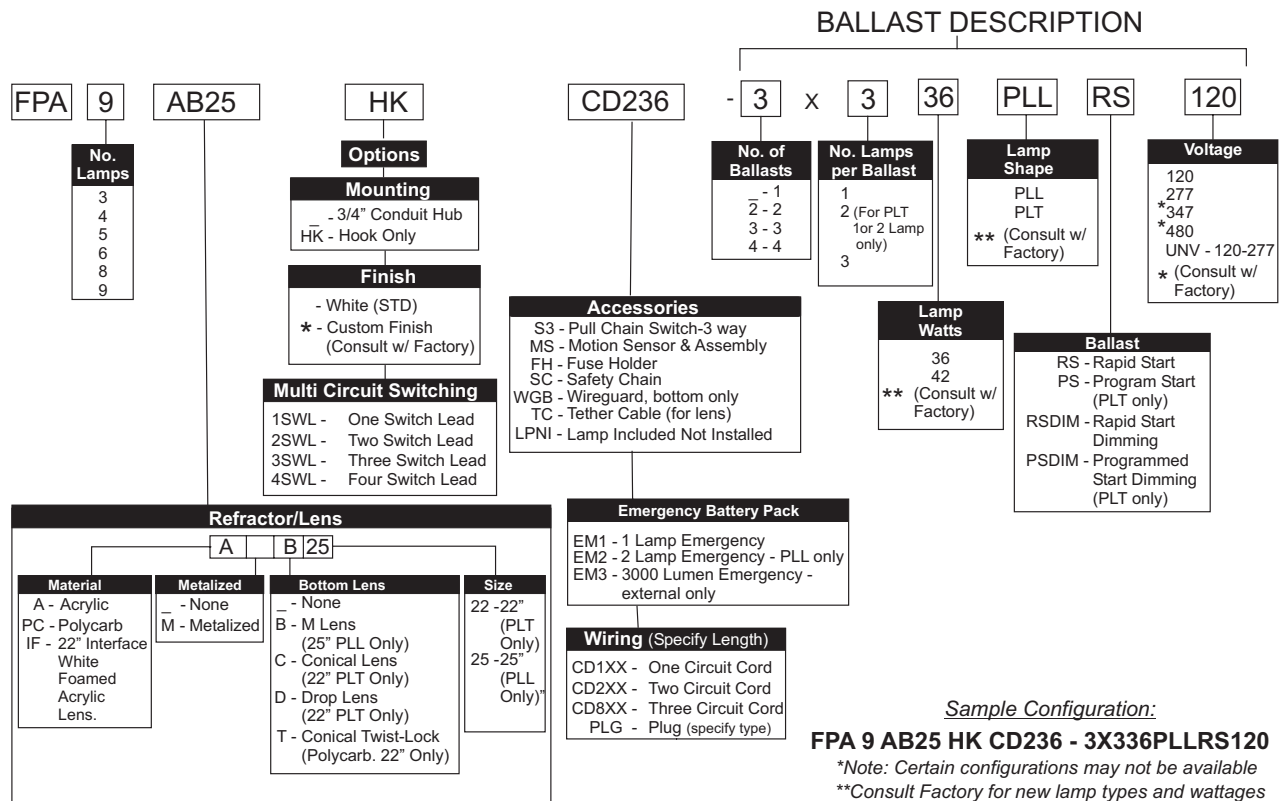 BALLAST DESCRIPTION
FPA 9 AB25 HK CD236 - 3 X 3 36 PLL RS 120
No. Lamps
3
4
5
6
8
9
Options
Mounting
_ - 3/4" Conduit Hub
HK - Hook Only
Finish
- White (STD)
* - Custom Finish
(Consult w/ Factory)
Multi Circuit Switching
1SWL - One Switch Lead
2SWL - Two Switch Lead
3SWL - Three Switch Lead
4SWL - Four Switch Lead
Accessories
S3 - Pull Chain Switch-3 way
MS - Motion Sensor & Assembly
FH - Fuse Holder
SC - Safety Chain
WGB - Wireguard, bottom only
TC - Tether Cable (for lens)
LPNI - Lamp Included Not Installed
Emergency Battery Pack
EM1 - 1 Lamp Emergency
EM2 - 2 Lamp Emergency - PLL only
EM3 - 3000 Lumen Emergency -
external only
Wiring (Specify Length)
CD1XX - One Circuit Cord
CD2XX - Two Circuit Cord
CD8XX - Three Circuit Cord
PLG - Plug (specify type)
No. of
Ballasts
_ - 1
2 - 2
3 - 3
4 - 4
No. Lamps
per Ballast
1
2 (For PLT
1or 2 Lamp
only)
3
Lamp
Watts
36
42
** (Consult w/
Factory)
Lamp
Shape
PLL
PLT
** (Consult w/
Factory)
Ballast
RS - Rapid Start
PS - Program Start
(PLT only)
RSDIM - Rapid Start
Dimming
PSDIM - Programmed
Start Dimming
(PLT only)
Voltage
120
277
*347
*480
UNV - 120-277
* (Consult w/
Factory)
Refractor/Lens
A B 25
Material
A - Acrylic
PC - Polycarb
IF - 22" Interface
White
Foamed
Acrylic
Lens.
Metalized
_ - None
M - Metalized
Bottom Lens
_ - None
B - M Lens
(25" PLL Only)
C - Conical Lens
(22" PLT Only)
D - Drop Lens
(22" PLT Only)
T - Conical Twist-Lock
(Polycarb. 22" Only)
Size
22 -22"
(PLT
Only)
25 -25"
(PLL
Only)"
Sample Configuration:
FPA 9 AB25 HK CD236 - 3X336PLLRS120
*Note: Certain configurations may not be available
**Consult Factory for new lamp types and wattages